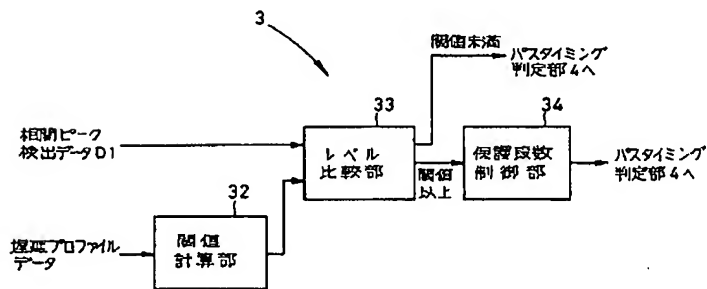 3
閾値未満
パスタイミング
判定部4へ
33
34
相関ピーク
検出データD1
レベル
比較部
保護段数
制御部
閾値
以上
パスタイミング
判定部4へ
32
遅延プロファイル
データ
閾値
計算部